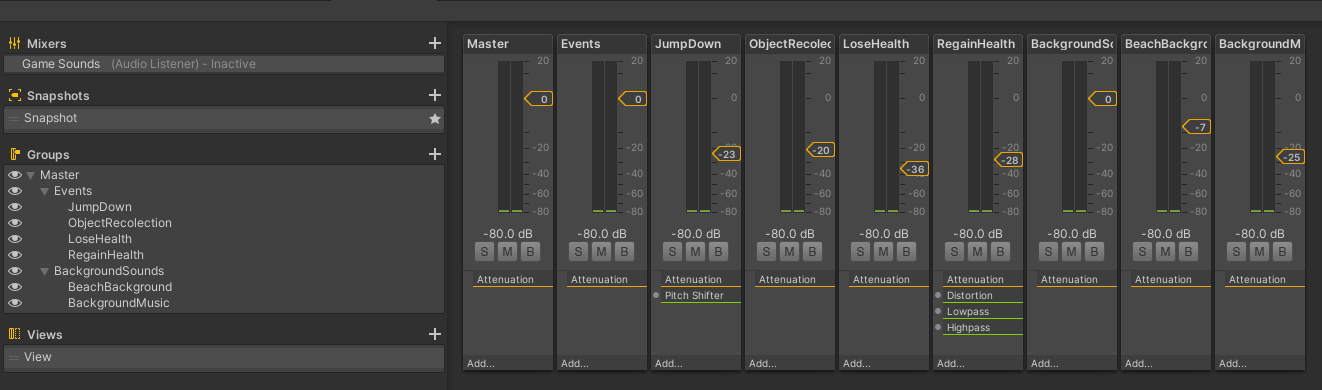 Mixers
Game Sounds (Audio Listener) - Inactive
Snapshots
Snapshot
Groups
Master
Events
JumpDown
ObjectRecolection
LoseHealth
RegainHealth
BackgroundSounds
BeachBackground
BackgroundMusic
Views
View
Master Events JumpDown ObjectRecolec LoseHealth RegainHealth BackgroundSo BeachBackgro BackgroundM
20 20 20 20 20 20 20 20 20
0 0 0 0 0 0 0 0 0
-7
-20 -20 -20 -20 -20 -20 -20
-23 -20 -36 -28 -25
-40 -40 -40 -40 -40 -40 -40 -40 -40
-60 -60 -60 -60 -60 -60 -60 -60 -60
-80 -80 -80 -80 -80 -80 -80 -80 -80
-80.0 dB -80.0 dB -80.0 dB -80.0 dB -80.0 dB -80.0 dB -80.0 dB -80.0 dB -80.0 dB
S M B S M B S M B S M B S M B S M B S M B S M B S M B
Attenuation Attenuation Attenuation Attenuation Attenuation Attenuation Attenuation Attenuation Attenuation
Pitch Shifter Distortion
Lowpass
Highpass
Add... Add... Add... Add... Add... Add... Add... Add... Add...